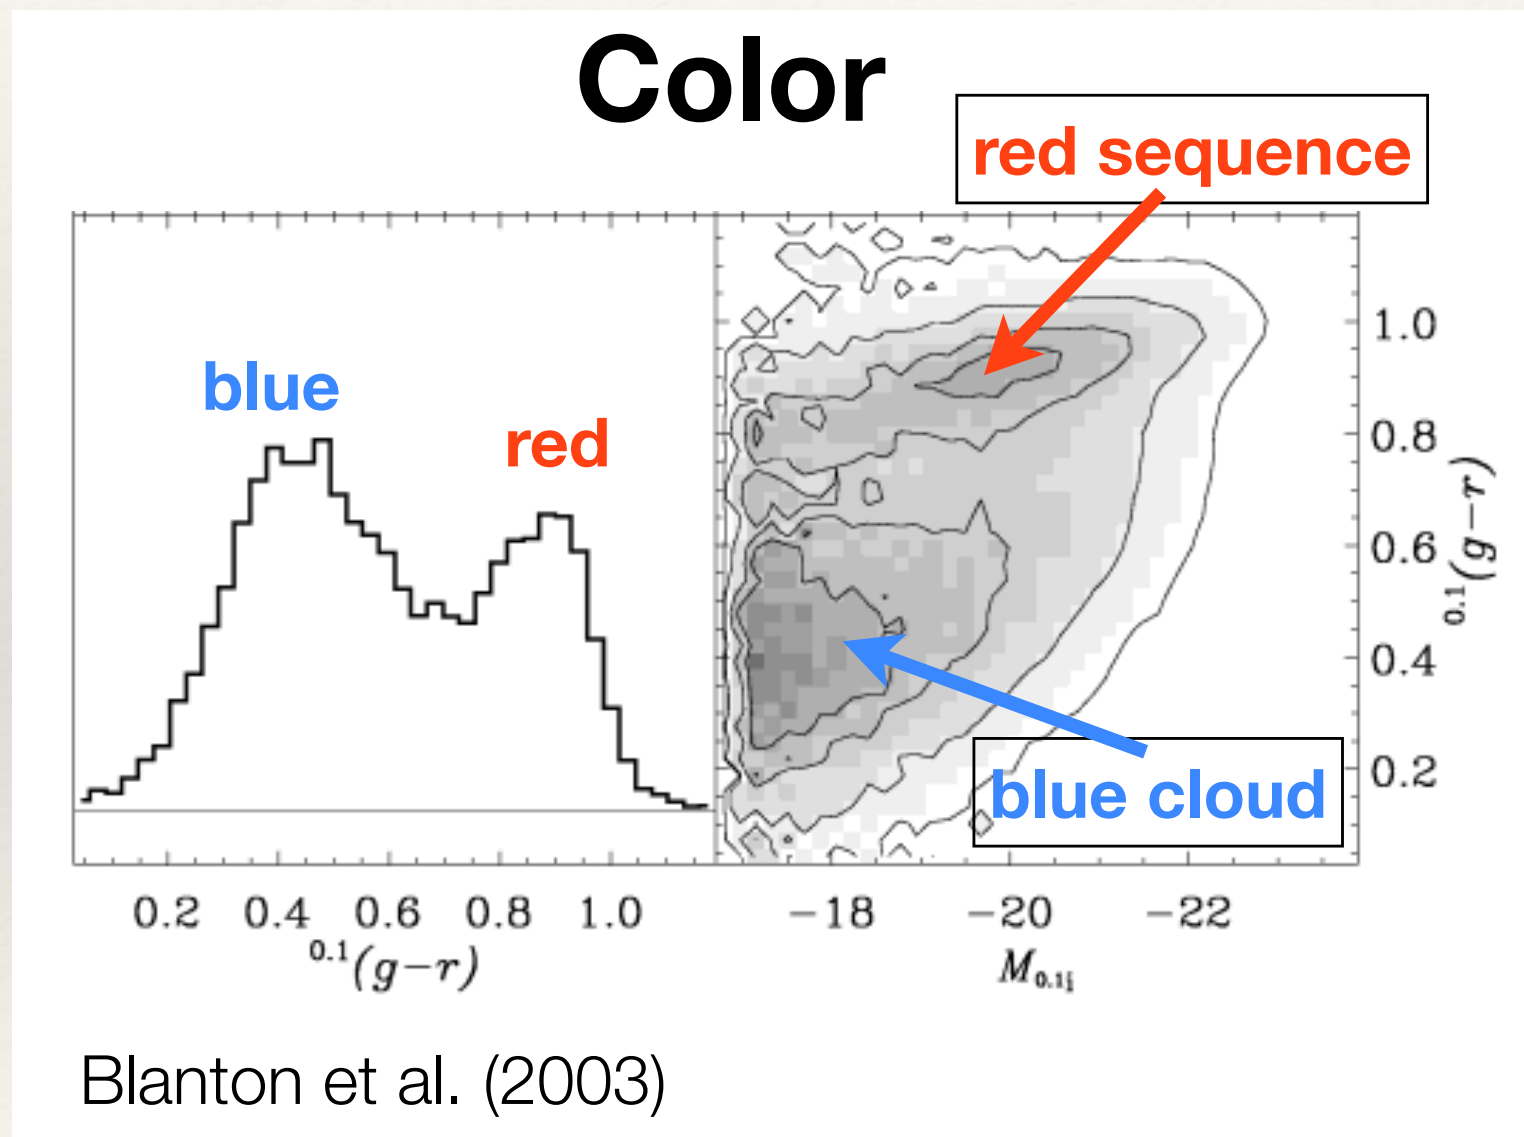 Color
red sequence
blue
red
1.0
0.8
0.6
0.4
0.2
0.1(g−r)
blue cloud
0.2 0.4 0.6 0.8 1.0
0.1(g−r)
−18 −20 −22
M0.1i
Blanton et al. (2003)